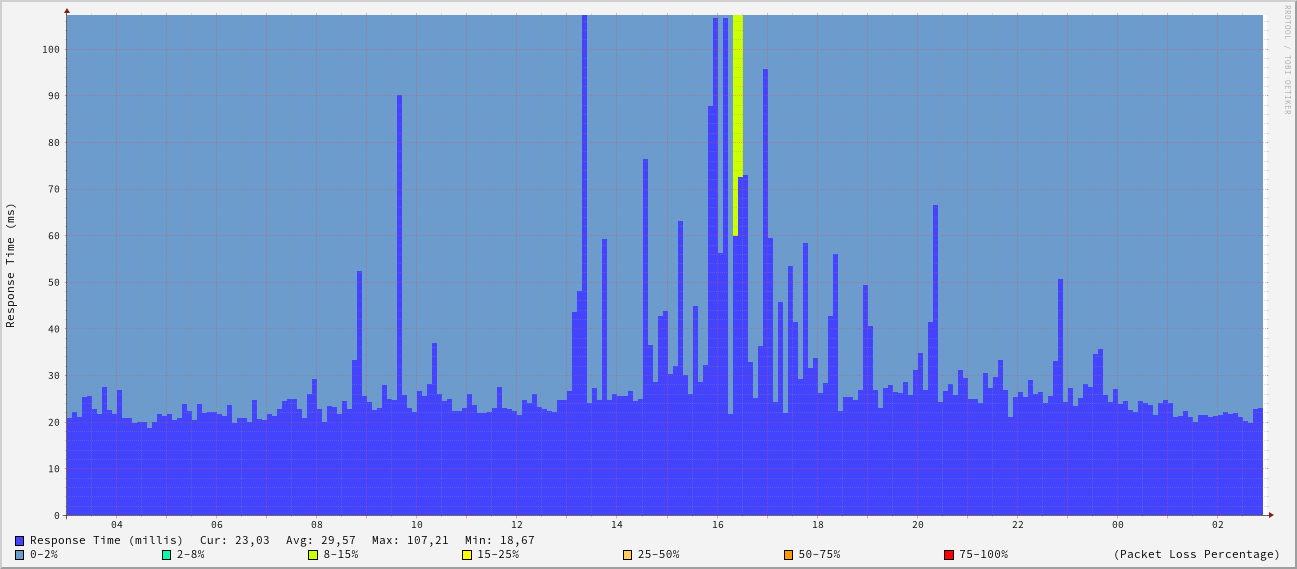 RRDTOOL / TOBI OETIKER
Response Time (ms)
100
90
80
70
60
50
40
30
20
10
0
04 06 08 10 12 14 16 18 20 22 00 02
Response Time (millis) Cur: 23,03 Avg: 29,57 Max: 107,21 Min: 18,67
0-2% 2-8% 8-15% 15-25% 25-50% 50-75% 75-100% (Packet Loss Percentage)